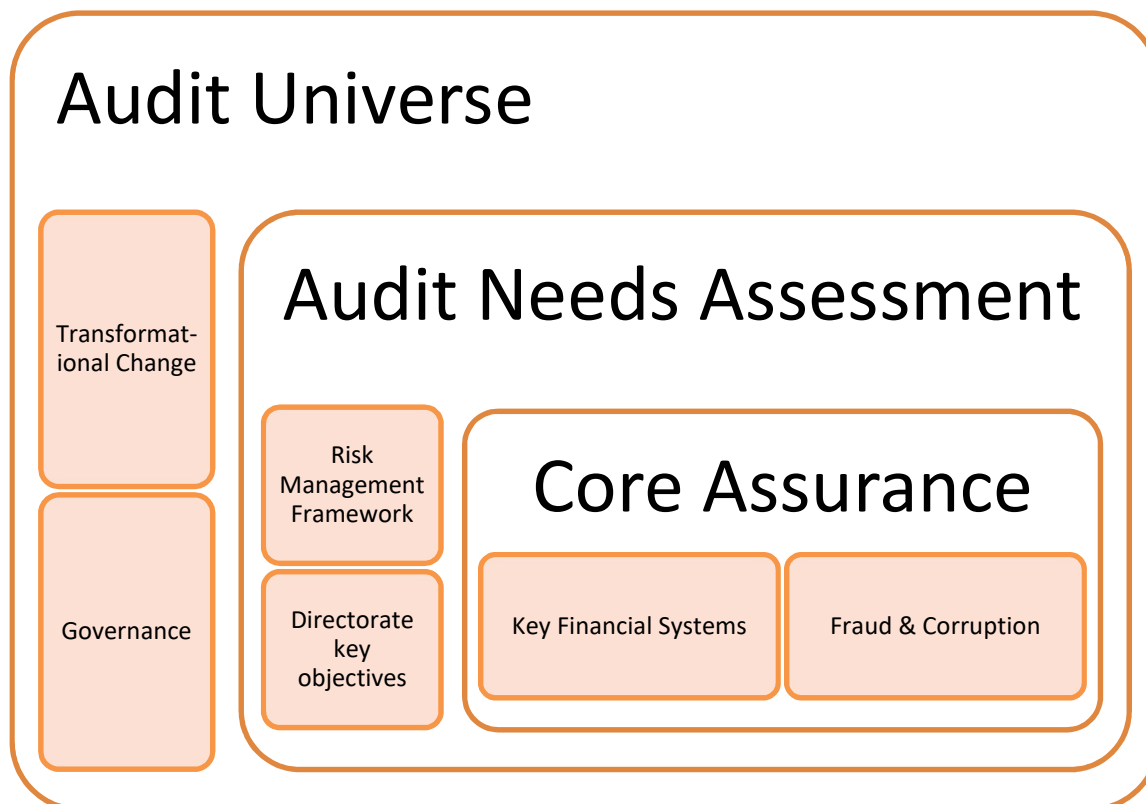 Audit Universe
Transformat-
ional Change
Governance
Audit Needs Assessment
Risk
Management
Framework
Directorate
key
objectives
Core Assurance
Key Financial Systems
Fraud & Corruption